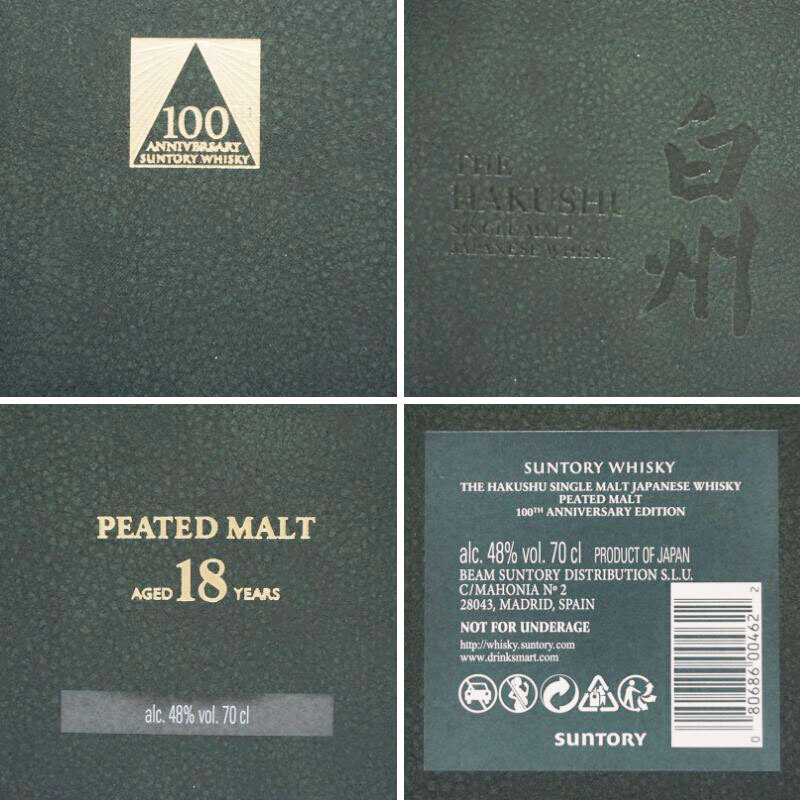 100
ANNIVERSARY
SUNTORY WHISKY
THE
HAKUSHU
SINGLE MALT
JAPANESE WHISKY
白州
PEATED MALT
AGED 18 YEARS
alc. 48% vol. 70 cl
SUNTORY WHISKY
THE HAKUSHU SINGLE MALT JAPANESE WHISKY
PEATED MALT
100TH ANNIVERSARY EDITION
alc. 48% vol. 70 cl PRODUCT OF JAPAN
BEAM SUNTORY DISTRIBUTION S.L.U.
C/MAHONIA Nº 2
28043, MADRID, SPAIN
NOT FOR UNDERAGE
http://whisky.suntory.com
www.drinksmart.com
SUNTORY
0 80686 00462 2